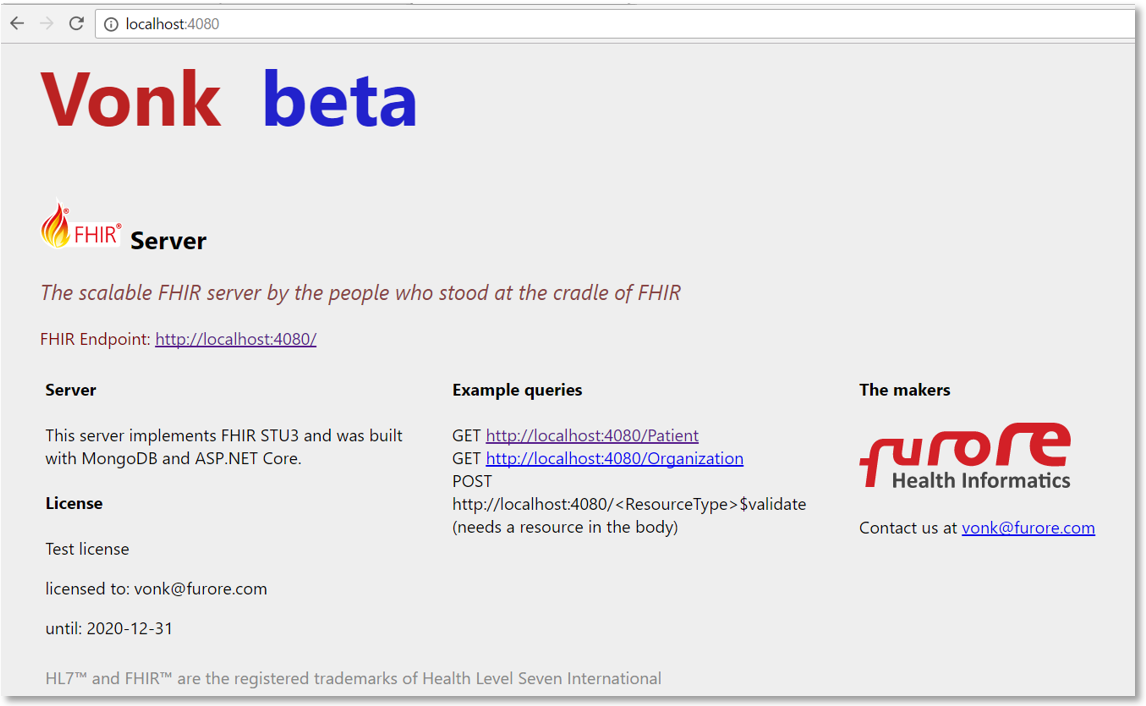 localhost:4080
Vonk beta
FHIR® Server
The scalable FHIR server by the people who stood at the cradle of FHIR
FHIR Endpoint: http://localhost:4080/
Server
This server implements FHIR STU3 and was built
with MongoDB and ASP.NET Core.
License
Test license
licensed to: vonk@furore.com
until: 2020-12-31
Example queries
GET http://localhost:4080/Patient
GET http://localhost:4080/Organization
POST
http://localhost:4080/<ResourceType>$validate
(needs a resource in the body)
The makers
furore
Health Informatics
Contact us at vonk@furore.com
HL7™ and FHIR™ are the registered trademarks of Health Level Seven International